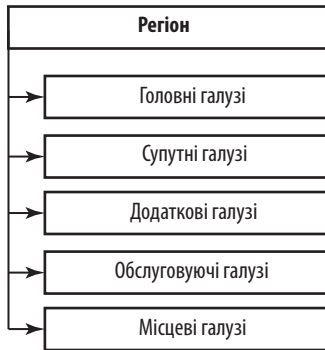 Регіон
Головні галузі
Супутні галузі
Додаткові галузі
Обслуговуючі галузі
Місцеві галузі